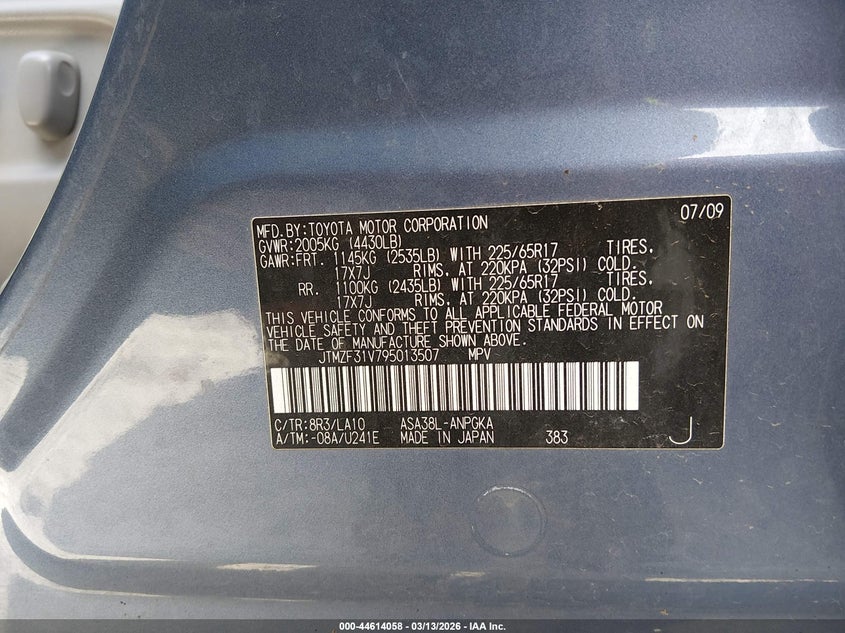 07/09
MFD.BY:TOYOTA MOTOR CORPORATION
GVWR:2005KG (4430LB)
GAWR:FRT. 1145KG (2535LB) WITH 225/65R17 TIRES.
17X7J RIMS. AT 220KPA (32PSI) COLD.
RR. 1100KG (2435LB) WITH 225/65R17 TIRES.
17X7J RIMS. AT 220KPA (32PSI) COLD.
THIS VEHICLE CONFORMS TO ALL APPLICABLE FEDERAL MOTOR
VEHICLE SAFETY AND THEFT PREVENTION STANDARDS IN EFFECT ON
THE DATE OF MANUFACTURE SHOWN ABOVE.
JTMZF31V795013507 MPV
C/TR:8R3/LA10 ASA38L-ANPGKA
A/TM:-08A/U241E MADE IN JAPAN 383 J
000-44614058 - 03/13/2026 - IAA Inc.